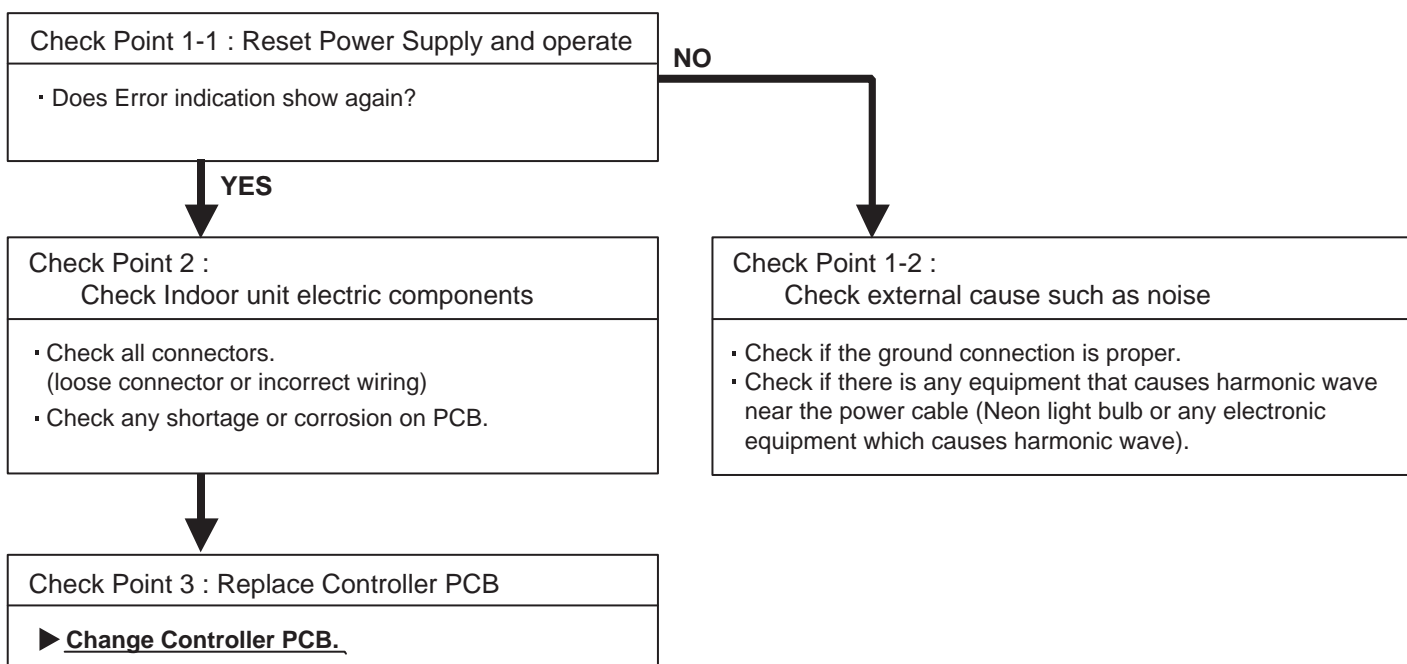 Check Point 1-1 : Reset Power Supply and operate
・Does Error indication show again?
NO
YES
Check Point 2 :
Check Indoor unit electric components
・Check all connectors.
(loose connector or incorrect wiring)
・Check any shortage or corrosion on PCB.
Check Point 1-2 :
Check external cause such as noise
・Check if the ground connection is proper.
・Check if there is any equipment that causes harmonic wave
near the power cable (Neon light bulb or any electronic
equipment which causes harmonic wave).
Check Point 3 : Replace Controller PCB
▶Change Controller PCB.